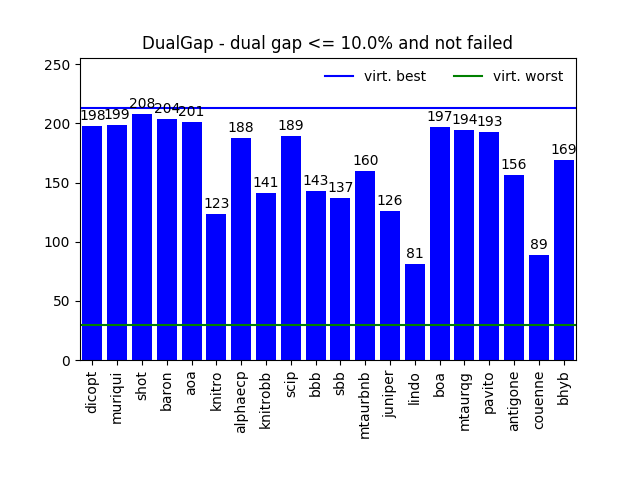 DualGap - dual gap <= 10.0% and not failed
250
200
150
100
50
0
virt. best
virt. worst
198
199
208
204
201
123
188
141
189
143
137
160
126
81
197
194
193
156
89
169
dicopt
muriqui
shot
baron
aoa
knitro
alphaecp
knitrobb
scip
bbb
sbb
mtaurbnb
juniper
lindo
boa
mtaurqg
pavito
antigone
couenne
bhyb